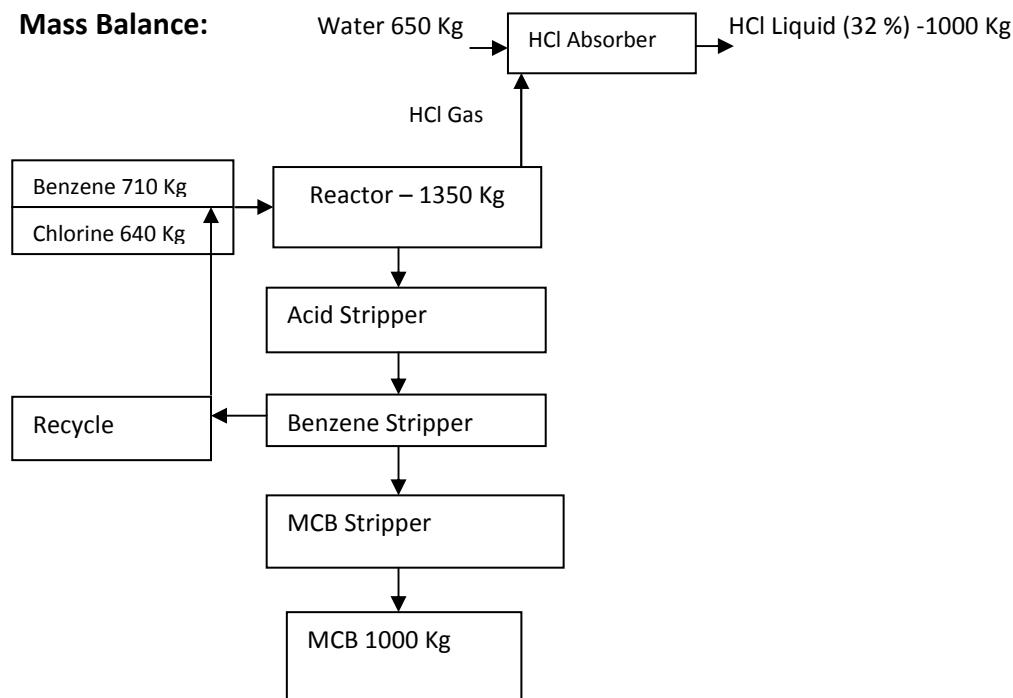 Mass Balance:
Water 650 Kg
HCl Absorber
HCl Liquid (32 %) -1000 Kg
HCl Gas
Benzene 710 Kg
Chlorine 640 Kg
Reactor – 1350 Kg
Acid Stripper
Recycle
Benzene Stripper
MCB Stripper
MCB 1000 Kg